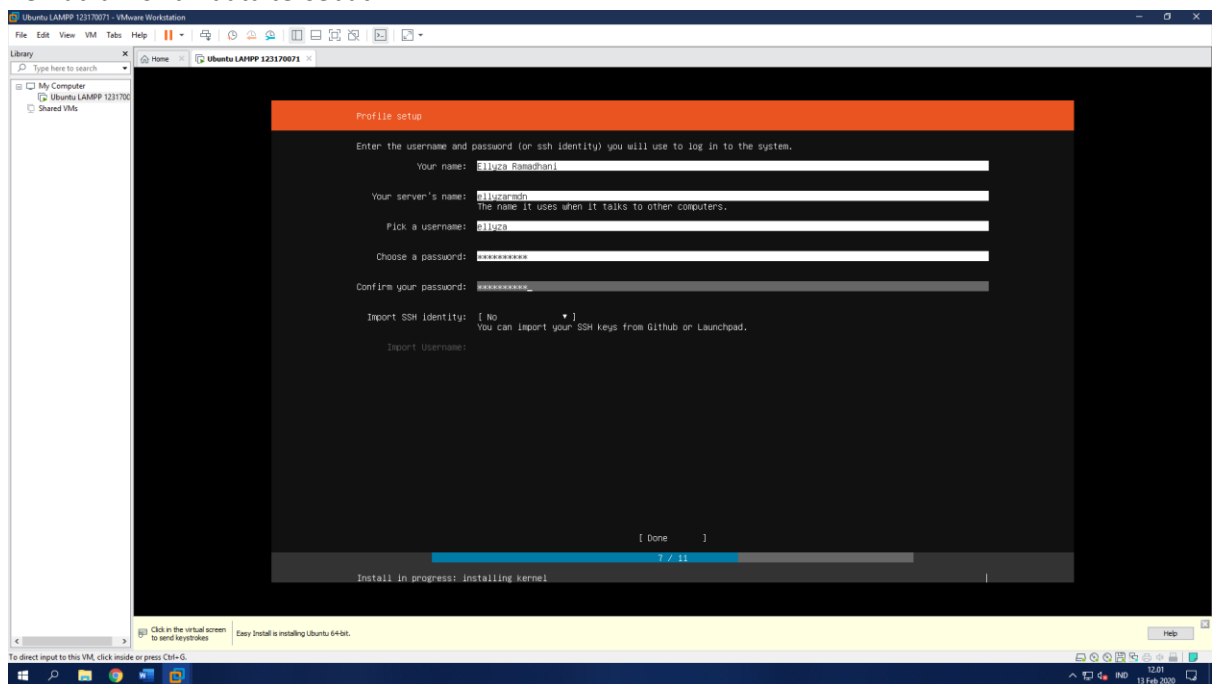 Ubuntu LAMPP 123170071 - VMware Workstation
File Edit View VM Tabs Help
Library
Type here to search
My Computer
Ubuntu LAMPP 1231700
Shared VMs
Home
Ubuntu LAMPP 123170071
Profile setup
Enter the username and password (or ssh identity) you will use to log in to the system.
Your name: Ellyza Ramadhani
Your server's name: ellyzarmdn
The name it uses when it talks to other computers.
Pick a username: ellyza
Choose a password: **********
Confirm your password: **********_
Import SSH identity: [ No ▾ ]
You can import your SSH keys from Github or Launchpad.
Import Username:
[ Done ]
7 / 11
Install in progress: installing kernel
|
Click in the virtual screen
to send keystrokes
Easy Install is installing Ubuntu 64-bit.
Help
To direct input to this VM, click inside or press Ctrl+G.
IND
12.01
13 Feb 2020